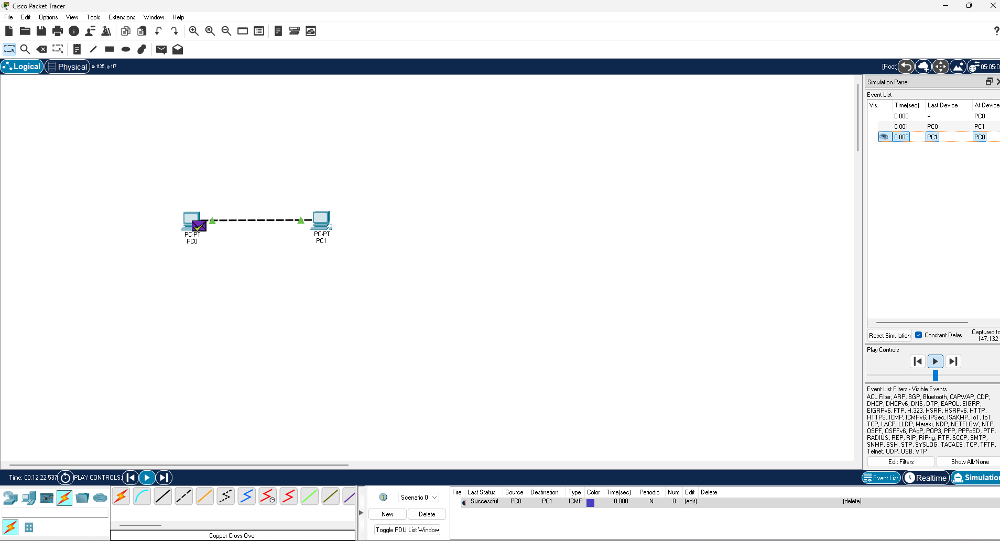 Cisco Packet Tracer
File Edit Options View Tools Extensions Window Help
?
Logical Physical x: 1135, y: 117 [Root] 05:05:0
Simulation Panel
Event List
Vis. Time(sec) Last Device At Device
0.000 -- PC0
0.001 PC0 PC1
0.002 PC1 PC0
PC-PT
PC0
PC-PT
PC1
Reset Simulation Constant Delay Captured to
147.132
Play Controls
Event List Filters - Visible Events
ACL Filter, ARP, BGP, Bluetooth, CAPWAP, CDP,
DHCP, DHCPv6, DNS, DTP, EAPOL, EIGRP,
EIGRPv6, FTP, H.323, HSRP, HSRPv6, HTTP,
HTTPS, ICMP, ICMPv6, IPSec, ISAKMP, IoT, IoT
TCP, LACP, LLDP, Meraki, NDP, NETFLOW, NTP,
OSPF, OSPFv6, PAgP, POP3, PPP, PPPoED, PTP,
RADIUS, REP, RIP, RIPng, RTP, SCCP, SMTP,
SNMP, SSH, STP, SYSLOG, TACACS, TCP, TFTP,
Telnet, UDP, USB, VTP
Edit Filters Show All/None
Time: 00:12:22.537 PLAY CONTROLS: Event List Realtime Simulation
Scenario 0
New Delete
Toggle PDU List Window
Fire Last Status Source Destination Type Color Time(sec) Periodic Num Edit Delete
Successful PC0 PC1 ICMP 0.000 N 0 (edit) (delete)
Copper Cross-Over